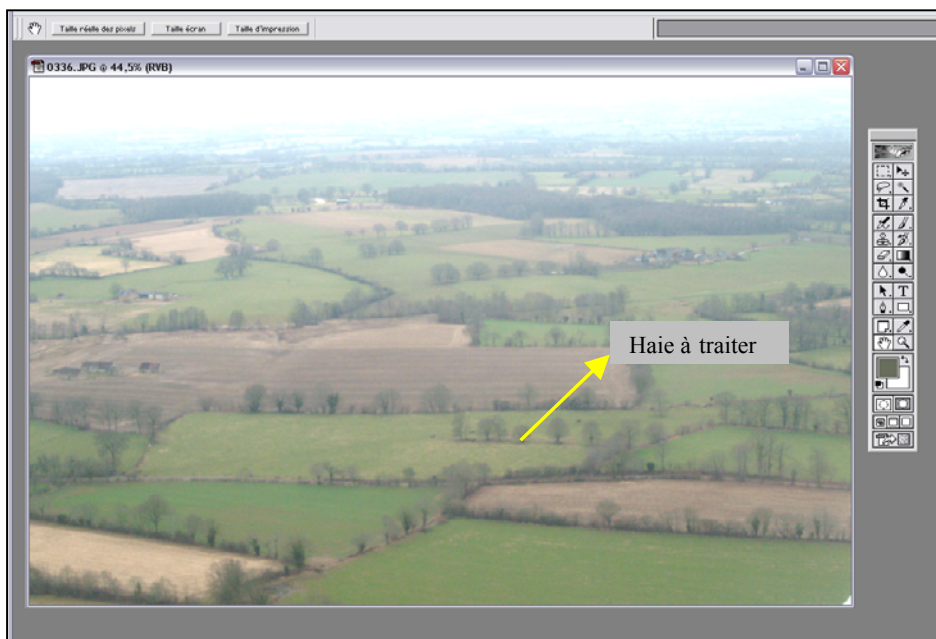 Taille réelle des pixels
Taille écran
Taille d'impression
0336.JPG @ 44,5% (RVB)
Haie à traiter
T